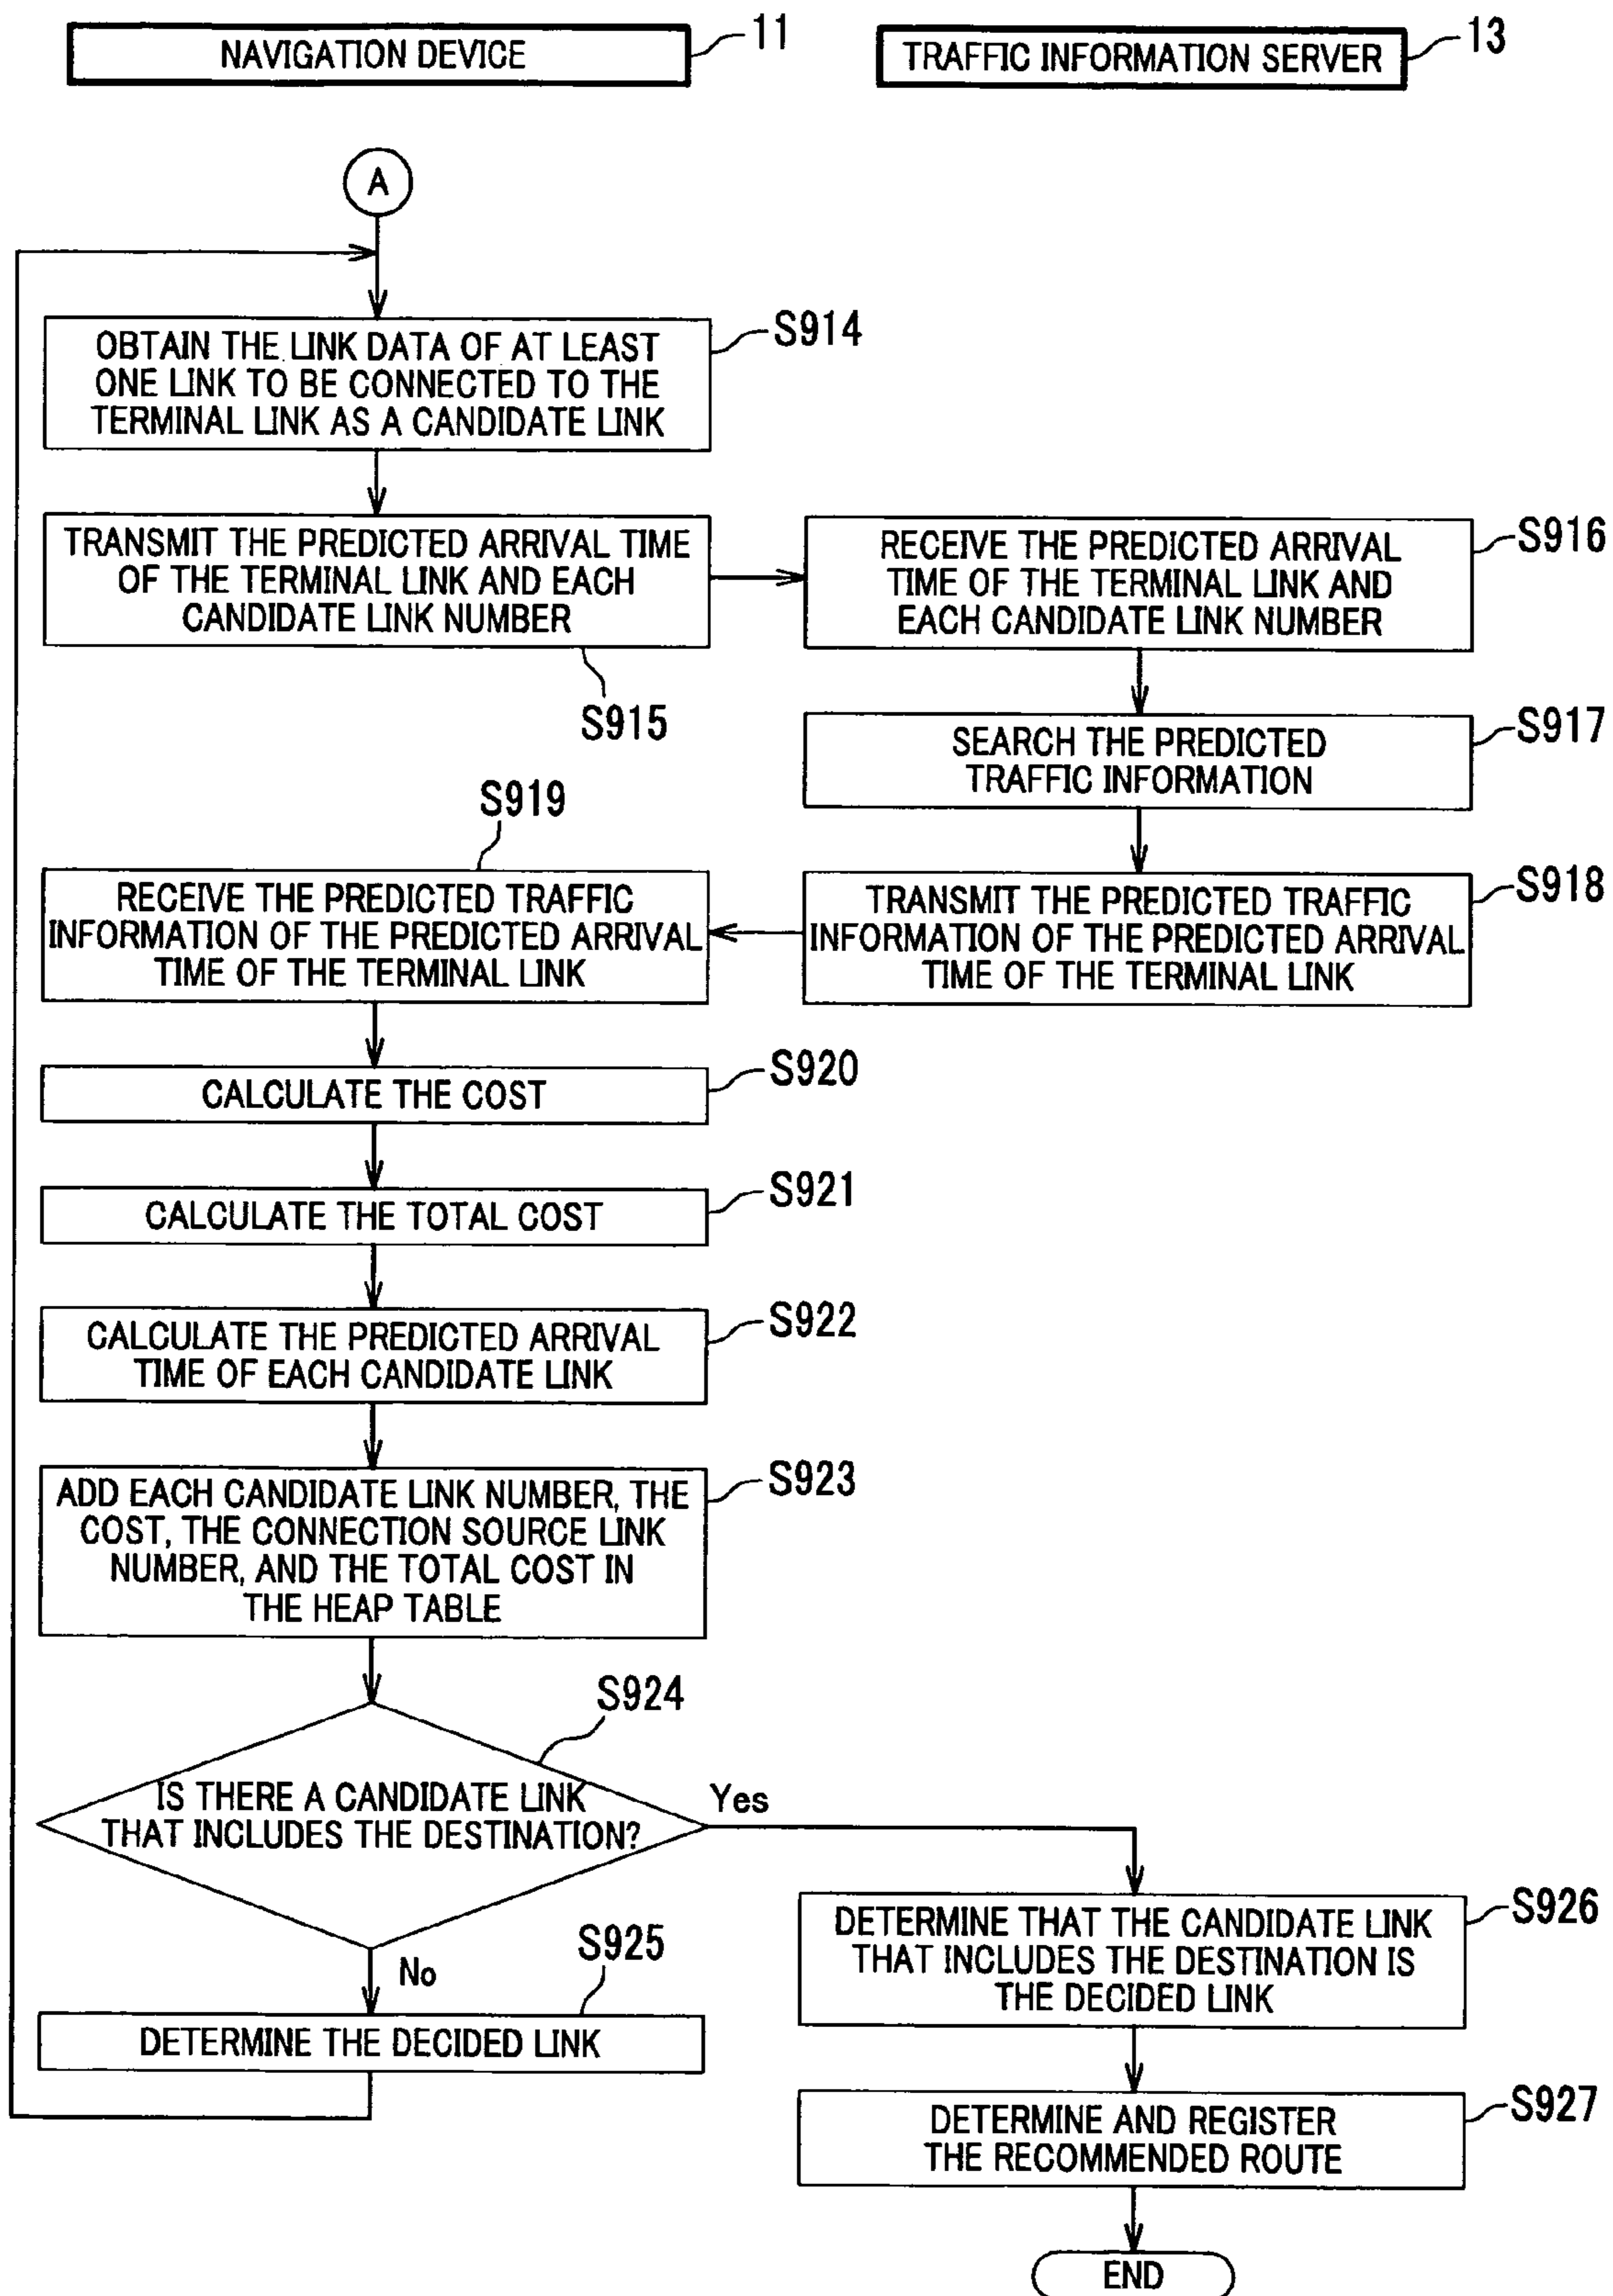 NAVIGATION DEVICE
11
TRAFFIC INFORMATION SERVER
13
A
OBTAIN THE LINK DATA OF AT LEAST
ONE LINK TO BE CONNECTED TO THE
TERMINAL LINK AS A CANDIDATE LINK
S914
TRANSMIT THE PREDICTED ARRIVAL TIME
OF THE TERMINAL LINK AND EACH
CANDIDATE LINK NUMBER
S915
RECEIVE THE PREDICTED ARRIVAL
TIME OF THE TERMINAL LINK AND
EACH CANDIDATE LINK NUMBER
S916
SEARCH THE PREDICTED
TRAFFIC INFORMATION
S917
TRANSMIT THE PREDICTED TRAFFIC
INFORMATION OF THE PREDICTED ARRIVAL
TIME OF THE TERMINAL LINK
S918
S919
RECEIVE THE PREDICTED TRAFFIC
INFORMATION OF THE PREDICTED ARRIVAL
TIME OF THE TERMINAL LINK
CALCULATE THE COST
S920
CALCULATE THE TOTAL COST
S921
CALCULATE THE PREDICTED ARRIVAL
TIME OF EACH CANDIDATE LINK
S922
ADD EACH CANDIDATE LINK NUMBER, THE
COST, THE CONNECTION SOURCE LINK
NUMBER, AND THE TOTAL COST IN
THE HEAP TABLE
S923
S924
IS THERE A CANDIDATE LINK
THAT INCLUDES THE DESTINATION?
Yes
No
S925
DETERMINE THE DECIDED LINK
DETERMINE THAT THE CANDIDATE LINK
THAT INCLUDES THE DESTINATION IS
THE DECIDED LINK
S926
DETERMINE AND REGISTER
THE RECOMMENDED ROUTE
S927
END